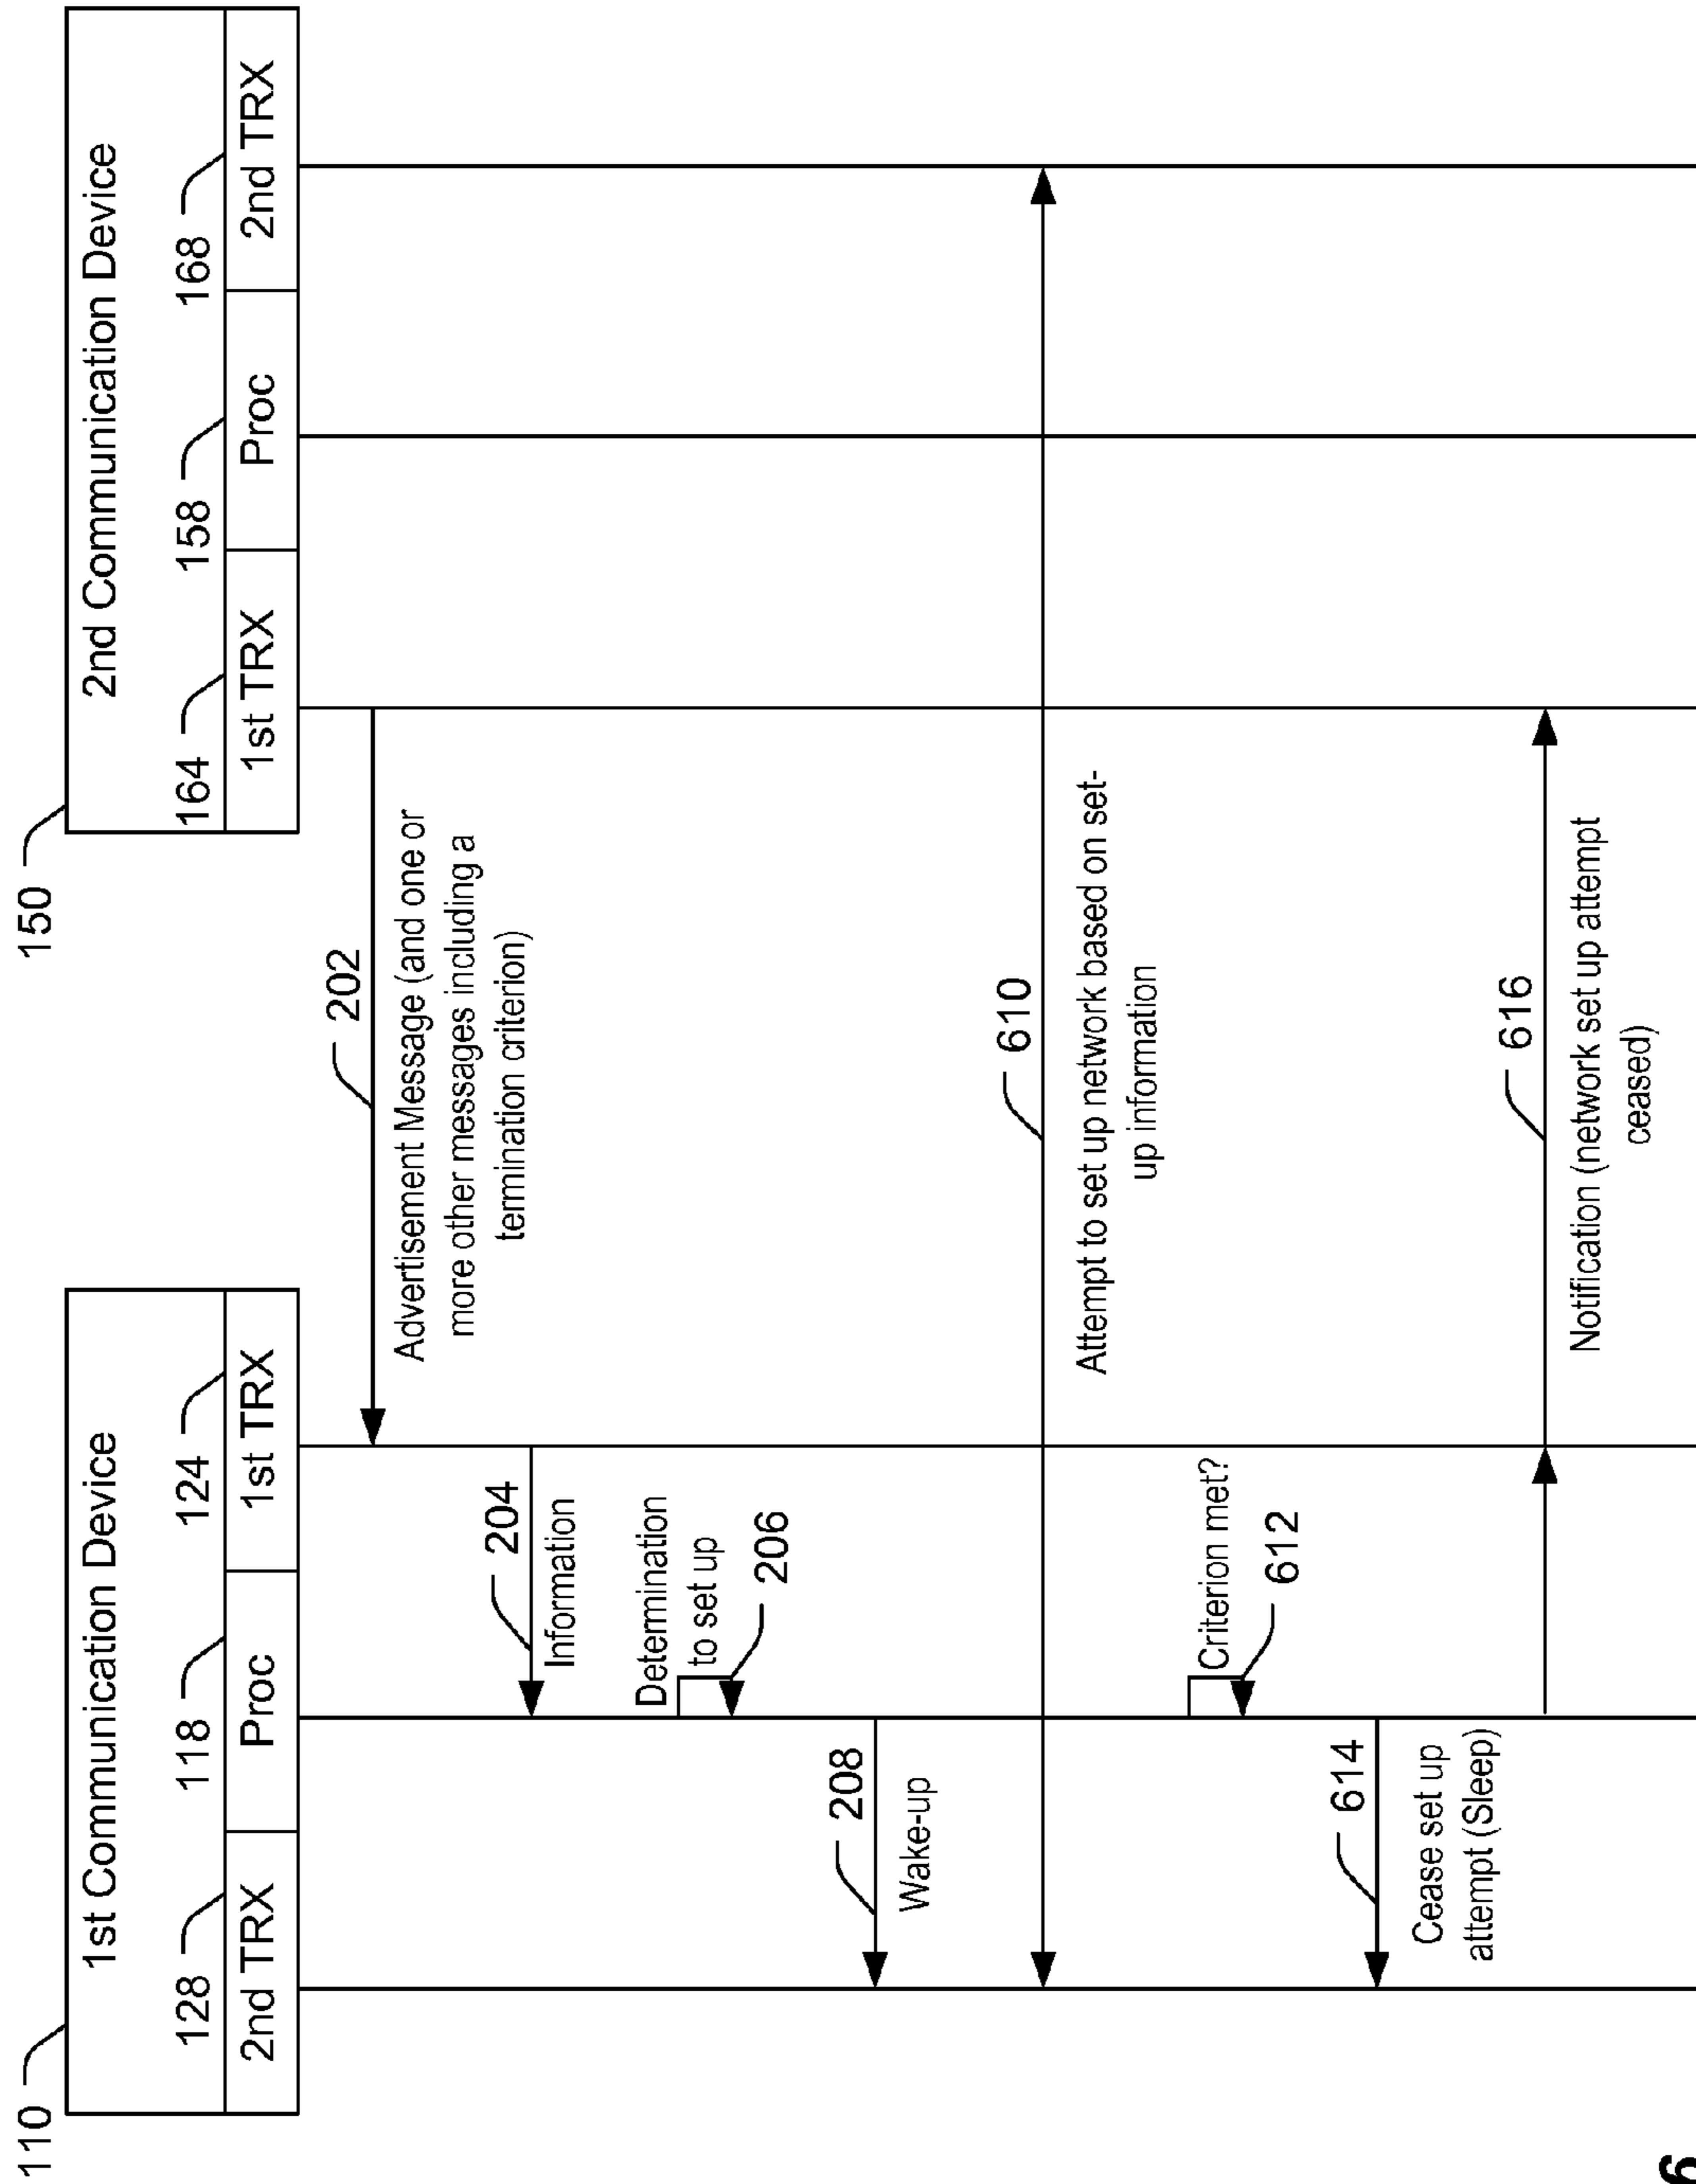 110
1st Communication Device
128
118
124
2nd TRX
Proc
1st TRX
150
2nd Communication Device
164
158
168
1st TRX
Proc
2nd TRX
202
Advertisement Message (and one or
more other messages including a
termination criterion)
204
Information
Determination
to set up
206
208
Wake-up
610
Attempt to set up network based on set-
up information
Criterion met?
612
614
Cease set up
attempt (Sleep)
616
Notification (network set up attempt
ceased)